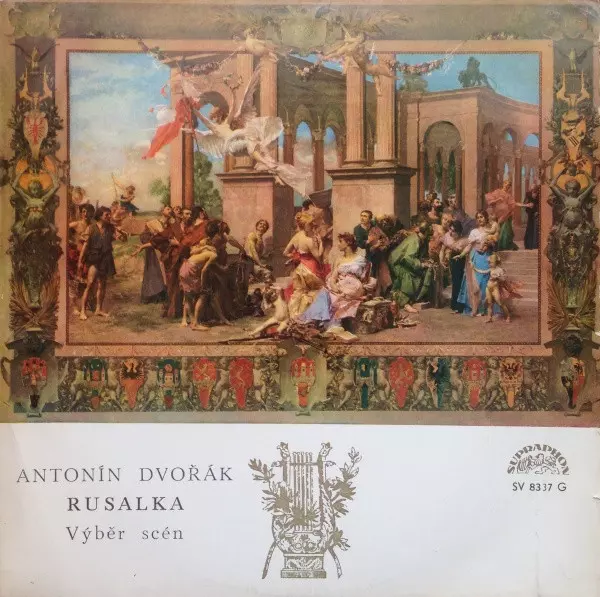 ANTONÍN DVOŘÁK
RUSALKA
Výběr scén
SUPRAPHON
SV 8337 G